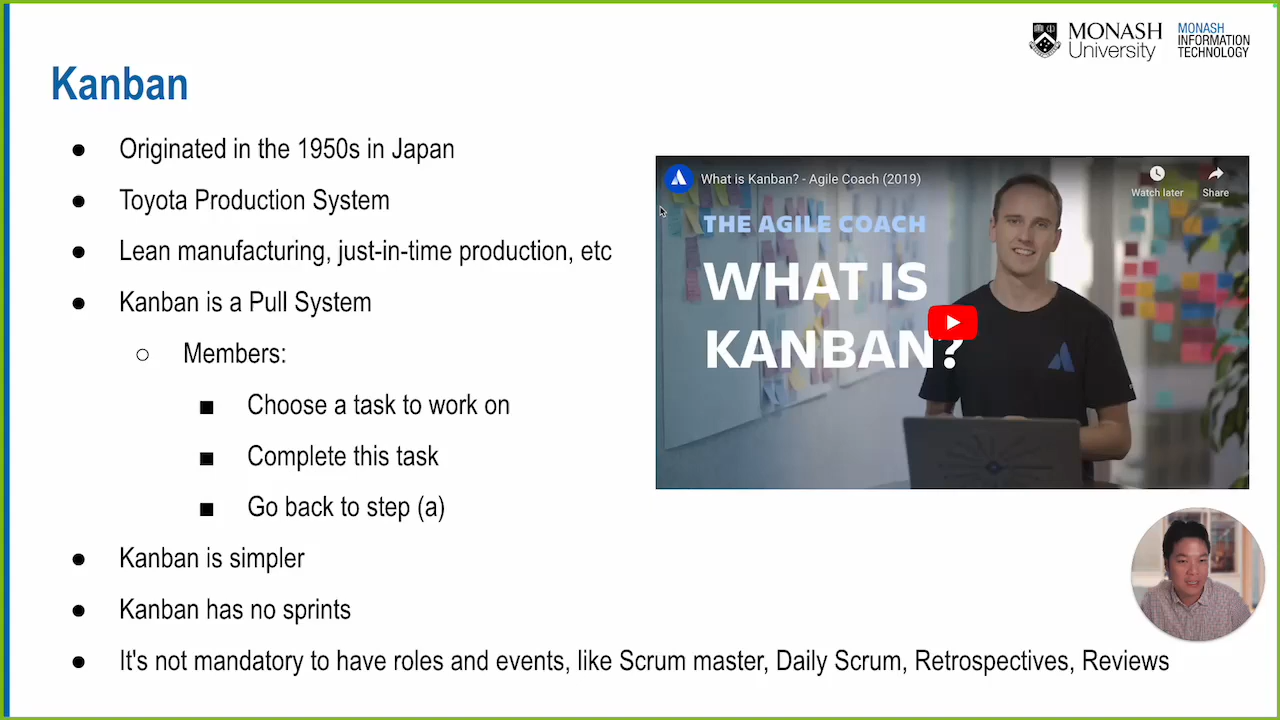 MONASH University
MONASH INFORMATION TECHNOLOGY
Kanban
● Originated in the 1950s in Japan
● Toyota Production System
● Lean manufacturing, just-in-time production, etc
● Kanban is a Pull System
○ Members:
■ Choose a task to work on
■ Complete this task
■ Go back to step (a)
● Kanban is simpler
● Kanban has no sprints
● It's not mandatory to have roles and events, like Scrum master, Daily Scrum, Retrospectives, Reviews
What is Kanban? - Agile Coach (2019)
Watch later
Share
THE AGILE COACH
WHAT IS
KANBAN?